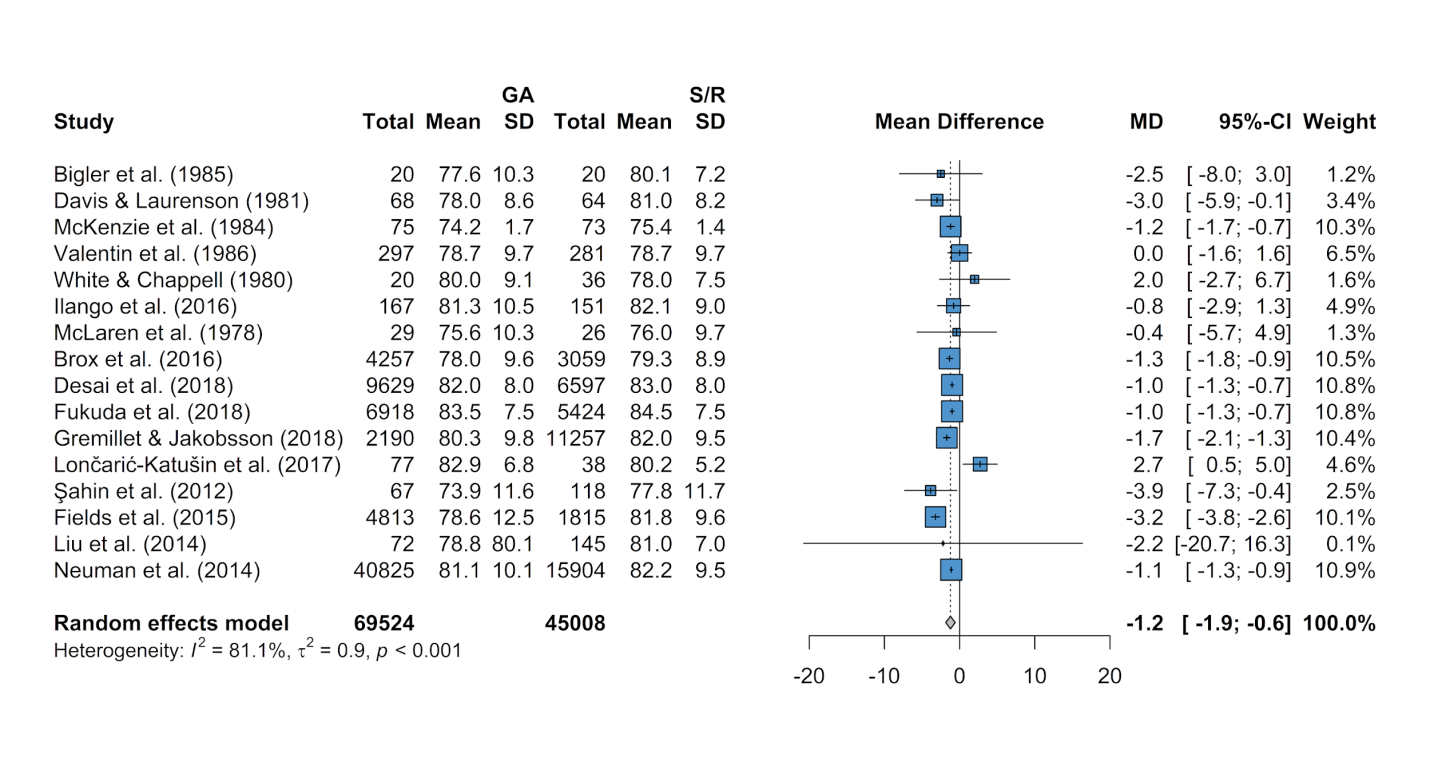 GA S/R
Study Total Mean SD Total Mean SD Mean Difference MD 95%-CI Weight
Bigler et al. (1985) 20 77.6 10.3 20 80.1 7.2 -2.5 [ -8.0; 3.0] 1.2%
Davis & Laurenson (1981) 68 78.0 8.6 64 81.0 8.2 -3.0 [ -5.9; -0.1] 3.4%
McKenzie et al. (1984) 75 74.2 1.7 73 75.4 1.4 -1.2 [ -1.7; -0.7] 10.3%
Valentin et al. (1986) 297 78.7 9.7 281 78.7 9.7 0.0 [ -1.6; 1.6] 6.5%
White & Chappell (1980) 20 80.0 9.1 36 78.0 7.5 2.0 [ -2.7; 6.7] 1.6%
Ilango et al. (2016) 167 81.3 10.5 151 82.1 9.0 -0.8 [ -2.9; 1.3] 4.9%
McLaren et al. (1978) 29 75.6 10.3 26 76.0 9.7 -0.4 [ -5.7; 4.9] 1.3%
Brox et al. (2016) 4257 78.0 9.6 3059 79.3 8.9 -1.3 [ -1.8; -0.9] 10.5%
Desai et al. (2018) 9629 82.0 8.0 6597 83.0 8.0 -1.0 [ -1.3; -0.7] 10.8%
Fukuda et al. (2018) 6918 83.5 7.5 5424 84.5 7.5 -1.0 [ -1.3; -0.7] 10.8%
Gremillet & Jakobsson (2018) 2190 80.3 9.8 11257 82.0 9.5 -1.7 [ -2.1; -1.3] 10.4%
Lončarić-Katušin et al. (2017) 77 82.9 6.8 38 80.2 5.2 2.7 [ 0.5; 5.0] 4.6%
Şahin et al. (2012) 67 73.9 11.6 118 77.8 11.7 -3.9 [ -7.3; -0.4] 2.5%
Fields et al. (2015) 4813 78.6 12.5 1815 81.8 9.6 -3.2 [ -3.8; -2.6] 10.1%
Liu et al. (2014) 72 78.8 80.1 145 81.0 7.0 -2.2 [-20.7; 16.3] 0.1%
Neuman et al. (2014) 40825 81.1 10.1 15904 82.2 9.5 -1.1 [ -1.3; -0.9] 10.9%
Random effects model 69524 45008 -1.2 [ -1.9; -0.6] 100.0%
Heterogeneity: I² = 81.1%, τ² = 0.9, p < 0.001
-20 -10 0 10 20